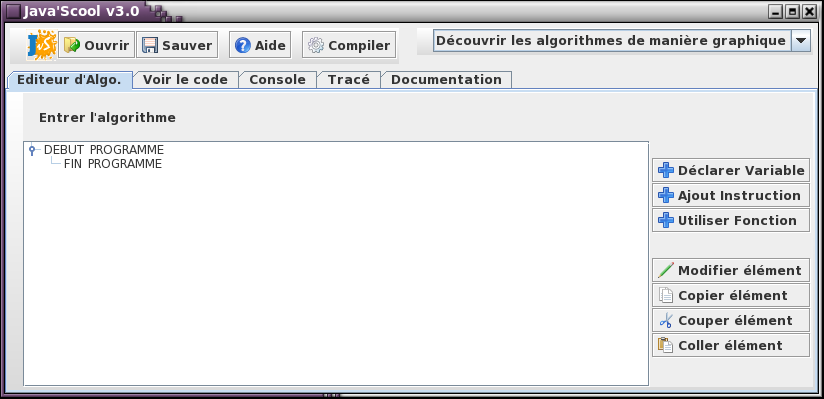 Java'Scool v3.0
JS Ouvrir Sauver Aide Compiler Découvrir les algorithmes de manière graphique
Editeur d'Algo. Voir le code Console Tracé Documentation
Entrer l'algorithme
DEBUT PROGRAMME
FIN PROGRAMME
Déclarer Variable
Ajout Instruction
Utiliser Fonction
Modifier élément
Copier élément
Couper élément
Coller élément